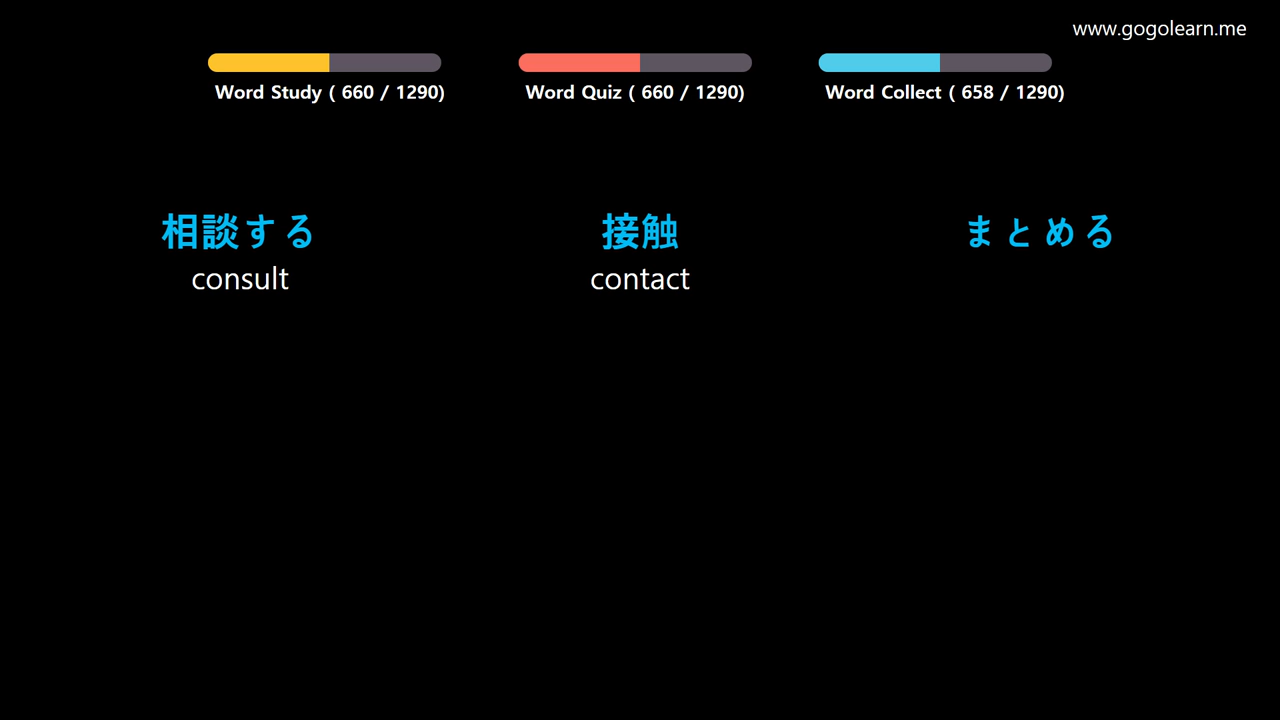 www.gogolearn.me
Word Study ( 660 / 1290)
Word Quiz ( 660 / 1290)
Word Collect ( 658 / 1290)
相談する
consult
接触
contact
まとめる